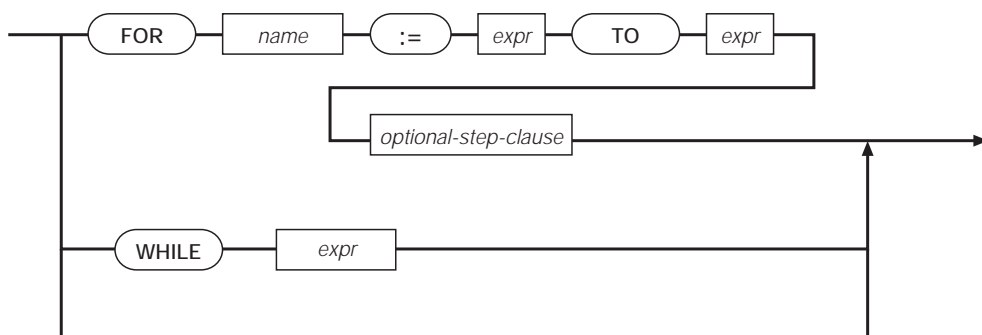 FOR name := expr TO expr
optional-step-clause
WHILE expr